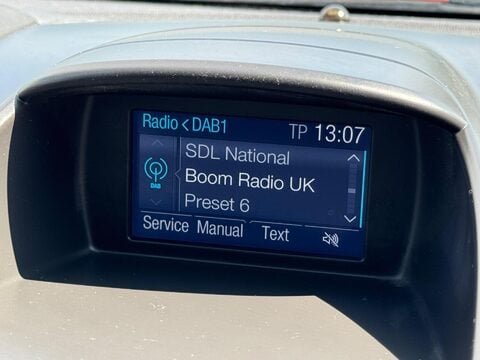 Radio < DAB1 TP 13:07
SDL National
Boom Radio UK
DAB
Preset 6
Service Manual Text